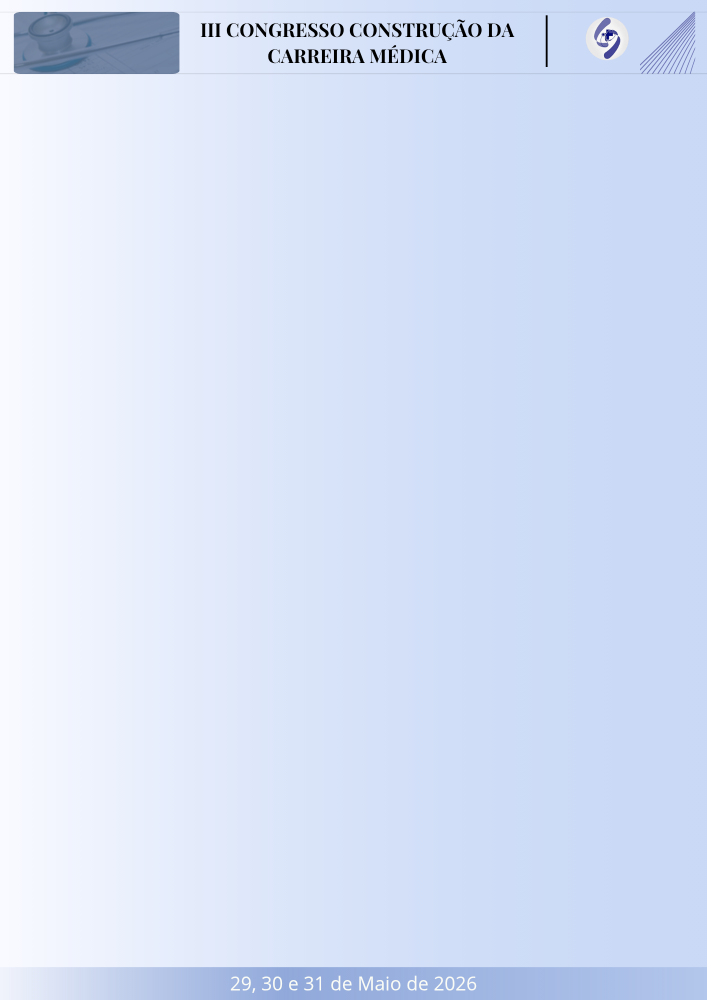 III CONGRESSO CONSTRUÇÃO DA
CARREIRA MÉDICA
29, 30 e 31 de Maio de 2026